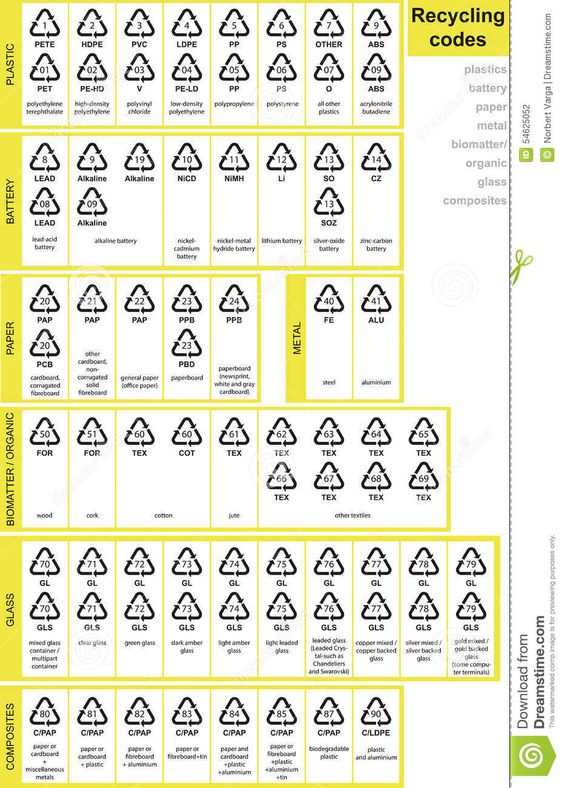 Recycling
codes
plastics
battery
paper
metal
biomatter/
organic
glass
composites
PLASTIC
1 2 3 4 5 6 7 9
PETE HDPE PVC LDPE PP PS OTHER ABS
01 02 03 04 05 06 07 09
PET PE-HD V PE-LD PP PS O ABS
polyethylene high-density polyvinyl low-density polypropylene polystyrene all other acrylonitrile
terephthalate polyethylene chloride polyethylene plastics butadiene
BATTERY
8 9 19 10 11 12 13 14
LEAD Alkaline Alkaline NiCD NiMH Li SO CZ
08 09 13
LEAD Alkaline SOZ
lead-acid alkaline battery nickel- nickel-metal lithium battery silver-oxide zinc-carbon
battery cadmium hydride battery battery battery
battery
PAPER
20 21 22 23 24
PAP PAP PAP PPB PPB
20 23
PCB PBD
cardboard, other general paper paperboard paperboard
corrugated cardboard, (office paper) (newsprint,
fibreboard non- white and gray
corrugated cardboard)
solid
fibreboard
METAL
40 41
FE ALU
steel aluminium
BIOMATTER / ORGANIC
50 51 60 60 61 62 63 64 65
FOR FOR TEX COT TEX TEX TEX TEX TEX
66 67 68 69
TEX TEX TEX TEX
wood cork cotton jute other textiles
GLASS
70 71 72 73 74 75 76 77 78 79
GL GL GL GL GL GL GL GL GL GL
70 71 72 73 74 75 76 77 78 79
GLS GLS GLS GLS GLS GLS GLS GLS GLS GLS
mixed glass clear glass green glass dark amber light amber light leaded leaded glass copper mixed / silver mixed / gold mixed /
container / glass glass glass (Leaded Crys- copper backed silver backed gold backed
multipart tal-such as glass glass glass
container Chandeliers (some compu-
and Swarovski) ter terminals)
COMPOSITES
80 81 82 83 84 85 87 90
C/PAP C/PAP C/PAP C/PAP C/PAP C/PAP C/PAP C/LDPE
paper or paper or paper or paper or paper and paper or biodegradable plastic
cardboard cardboard fibreboard fibreboard+tin cardboard fibreboard plastic and aluminium
+ + plastic + aluminium +plastic +plastic
miscellaneous +aluminium +aluminium
metals +tin
ID 54625052
© Norbert Varga | Dreamstime.com
Download from
Dreamstime.com
This watermarked comp image is for previewing purposes only.